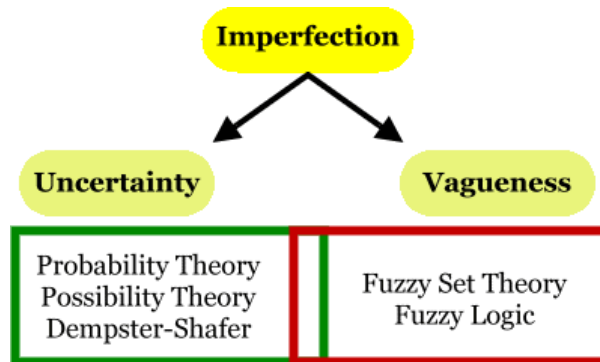 Imperfection
Uncertainty
Vagueness
Probability Theory
Possibility Theory
Dempster-Shafer
Fuzzy Set Theory
Fuzzy Logic